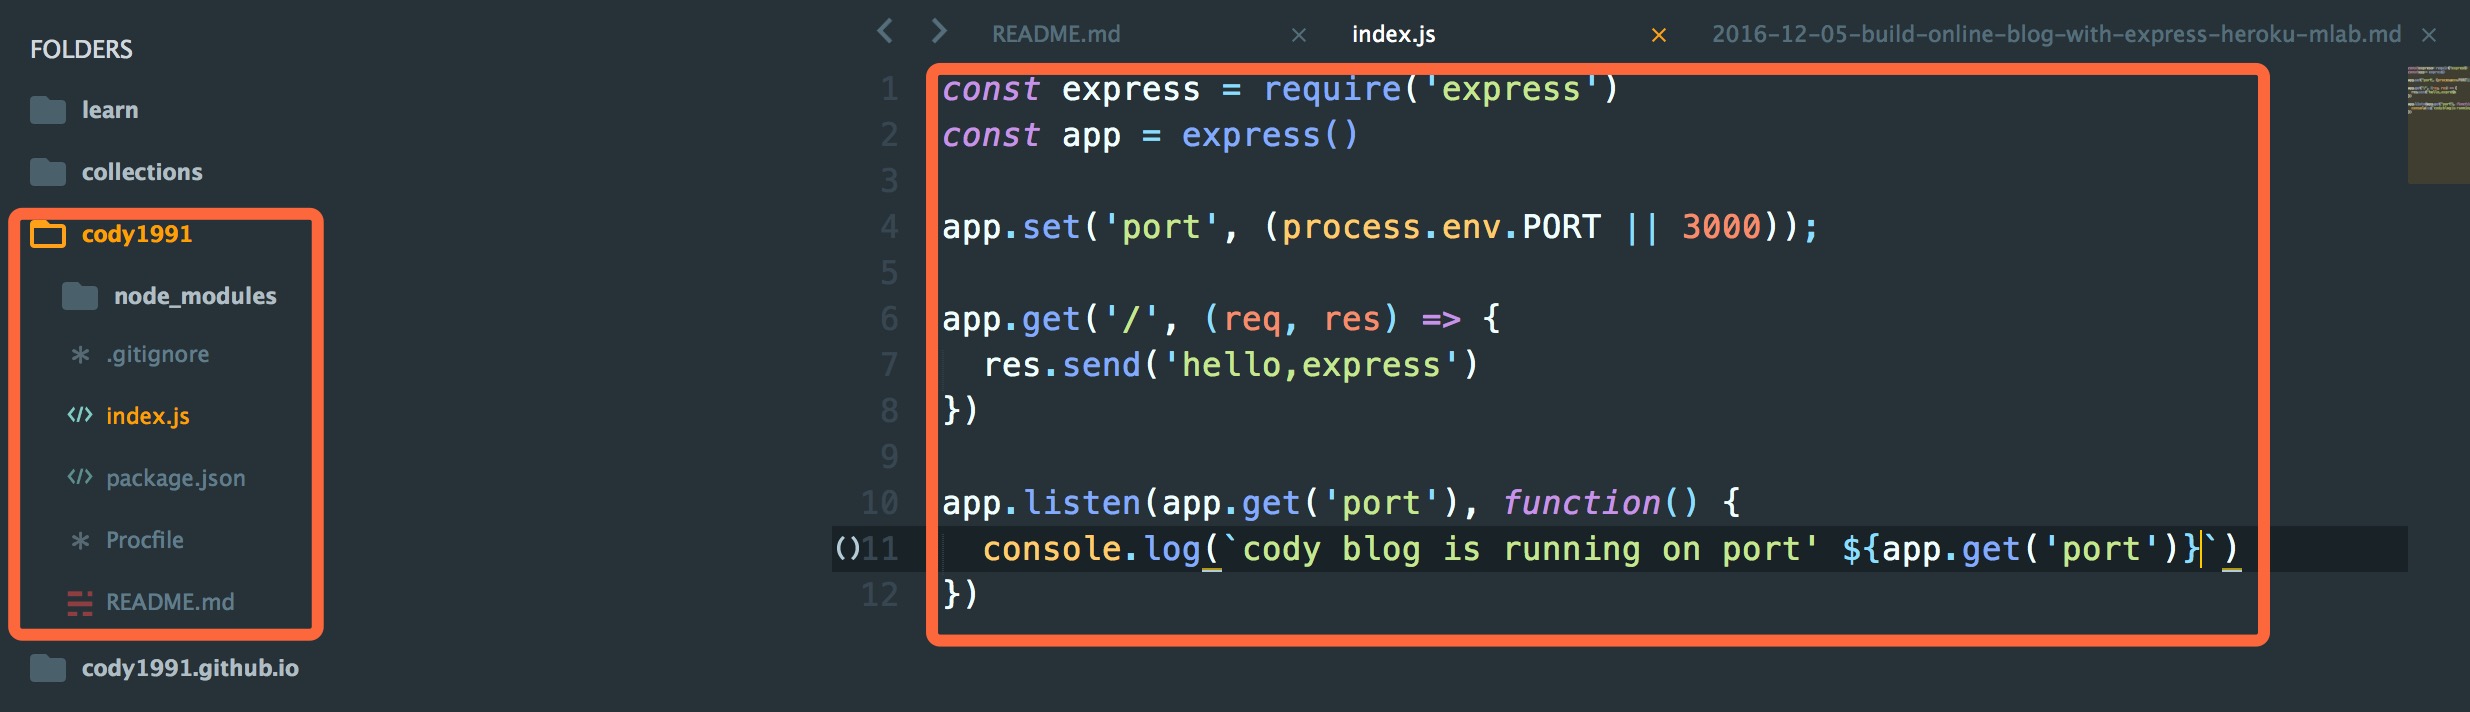 FOLDERS
learn
collections
cody1991
node_modules
.gitignore
index.js
package.json
Procfile
README.md
cody1991.github.io
README.md × index.js × 2016-12-05-build-online-blog-with-express-heroku-mlab.md ×
1 const express = require('express')
2 const app = express()
3
4 app.set('port', (process.env.PORT || 3000));
5
6 app.get('/', (req, res) => {
7   res.send('hello,express')
8 })
9
10 app.listen(app.get('port'), function() {
11   console.log(`cody blog is running on port' ${app.get('port')}`)
12 })